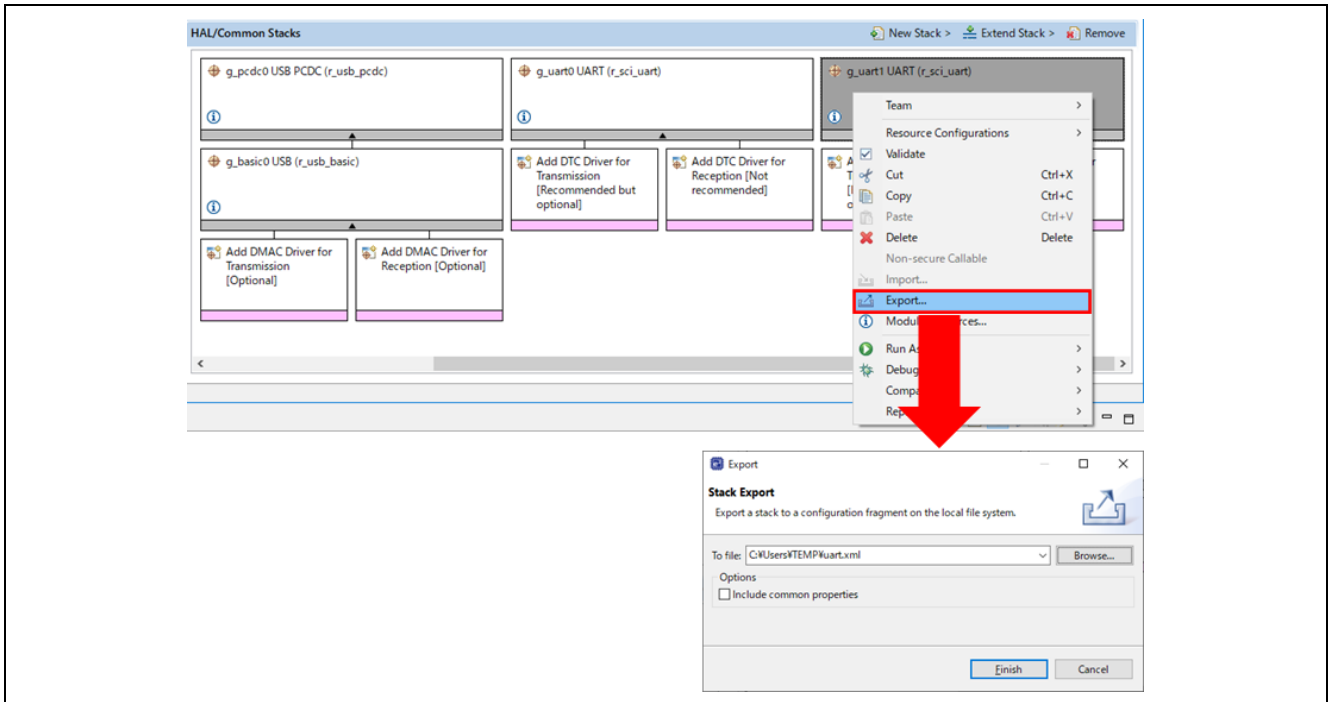 HAL/Common Stacks
New Stack > Extend Stack > Remove
g_pcdc0 USB PCDC (r_usb_pcdc)
g_uart0 UART (r_sci_uart)
g_uart1 UART (r_sci_uart)
g_basic0 USB (r_usb_basic)
Add DTC Driver for
Transmission
[Recommended but
optional]
Add DTC Driver for
Reception [Not
recommended]
Add DMAC Driver for
Transmission
[Optional]
Add DMAC Driver for
Reception [Optional]
Team >
Resource Configurations >
Validate
Cut Ctrl+X
Copy Ctrl+C
Paste Ctrl+V
Delete Delete
Non-secure Callable
Import...
Export...
Run As >
Debug >
Export
Stack Export
Export a stack to a configuration fragment on the local file system.
To file: C:¥Users¥TEMP¥uart.xml Browse...
Options
Include common properties
Finish Cancel